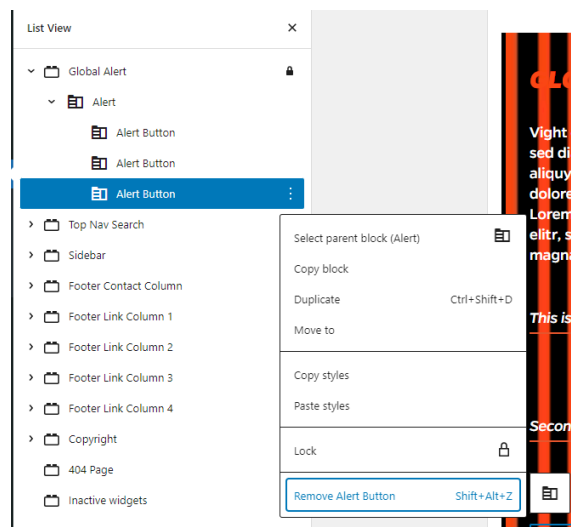 List View
Global Alert
Alert
Alert Button
Alert Button
Alert Button
Top Nav Search
Sidebar
Footer Contact Column
Footer Link Column 1
Footer Link Column 2
Footer Link Column 3
Footer Link Column 4
Copyright
404 Page
Inactive widgets
Select parent block (Alert)
Copy block
Duplicate Ctrl+Shift+D
Move to
Copy styles
Paste styles
Lock
Remove Alert Button Shift+Alt+Z
Vight
sed di
aliquy
dolore
Lorem
elitr, s
magna
This is
Secon